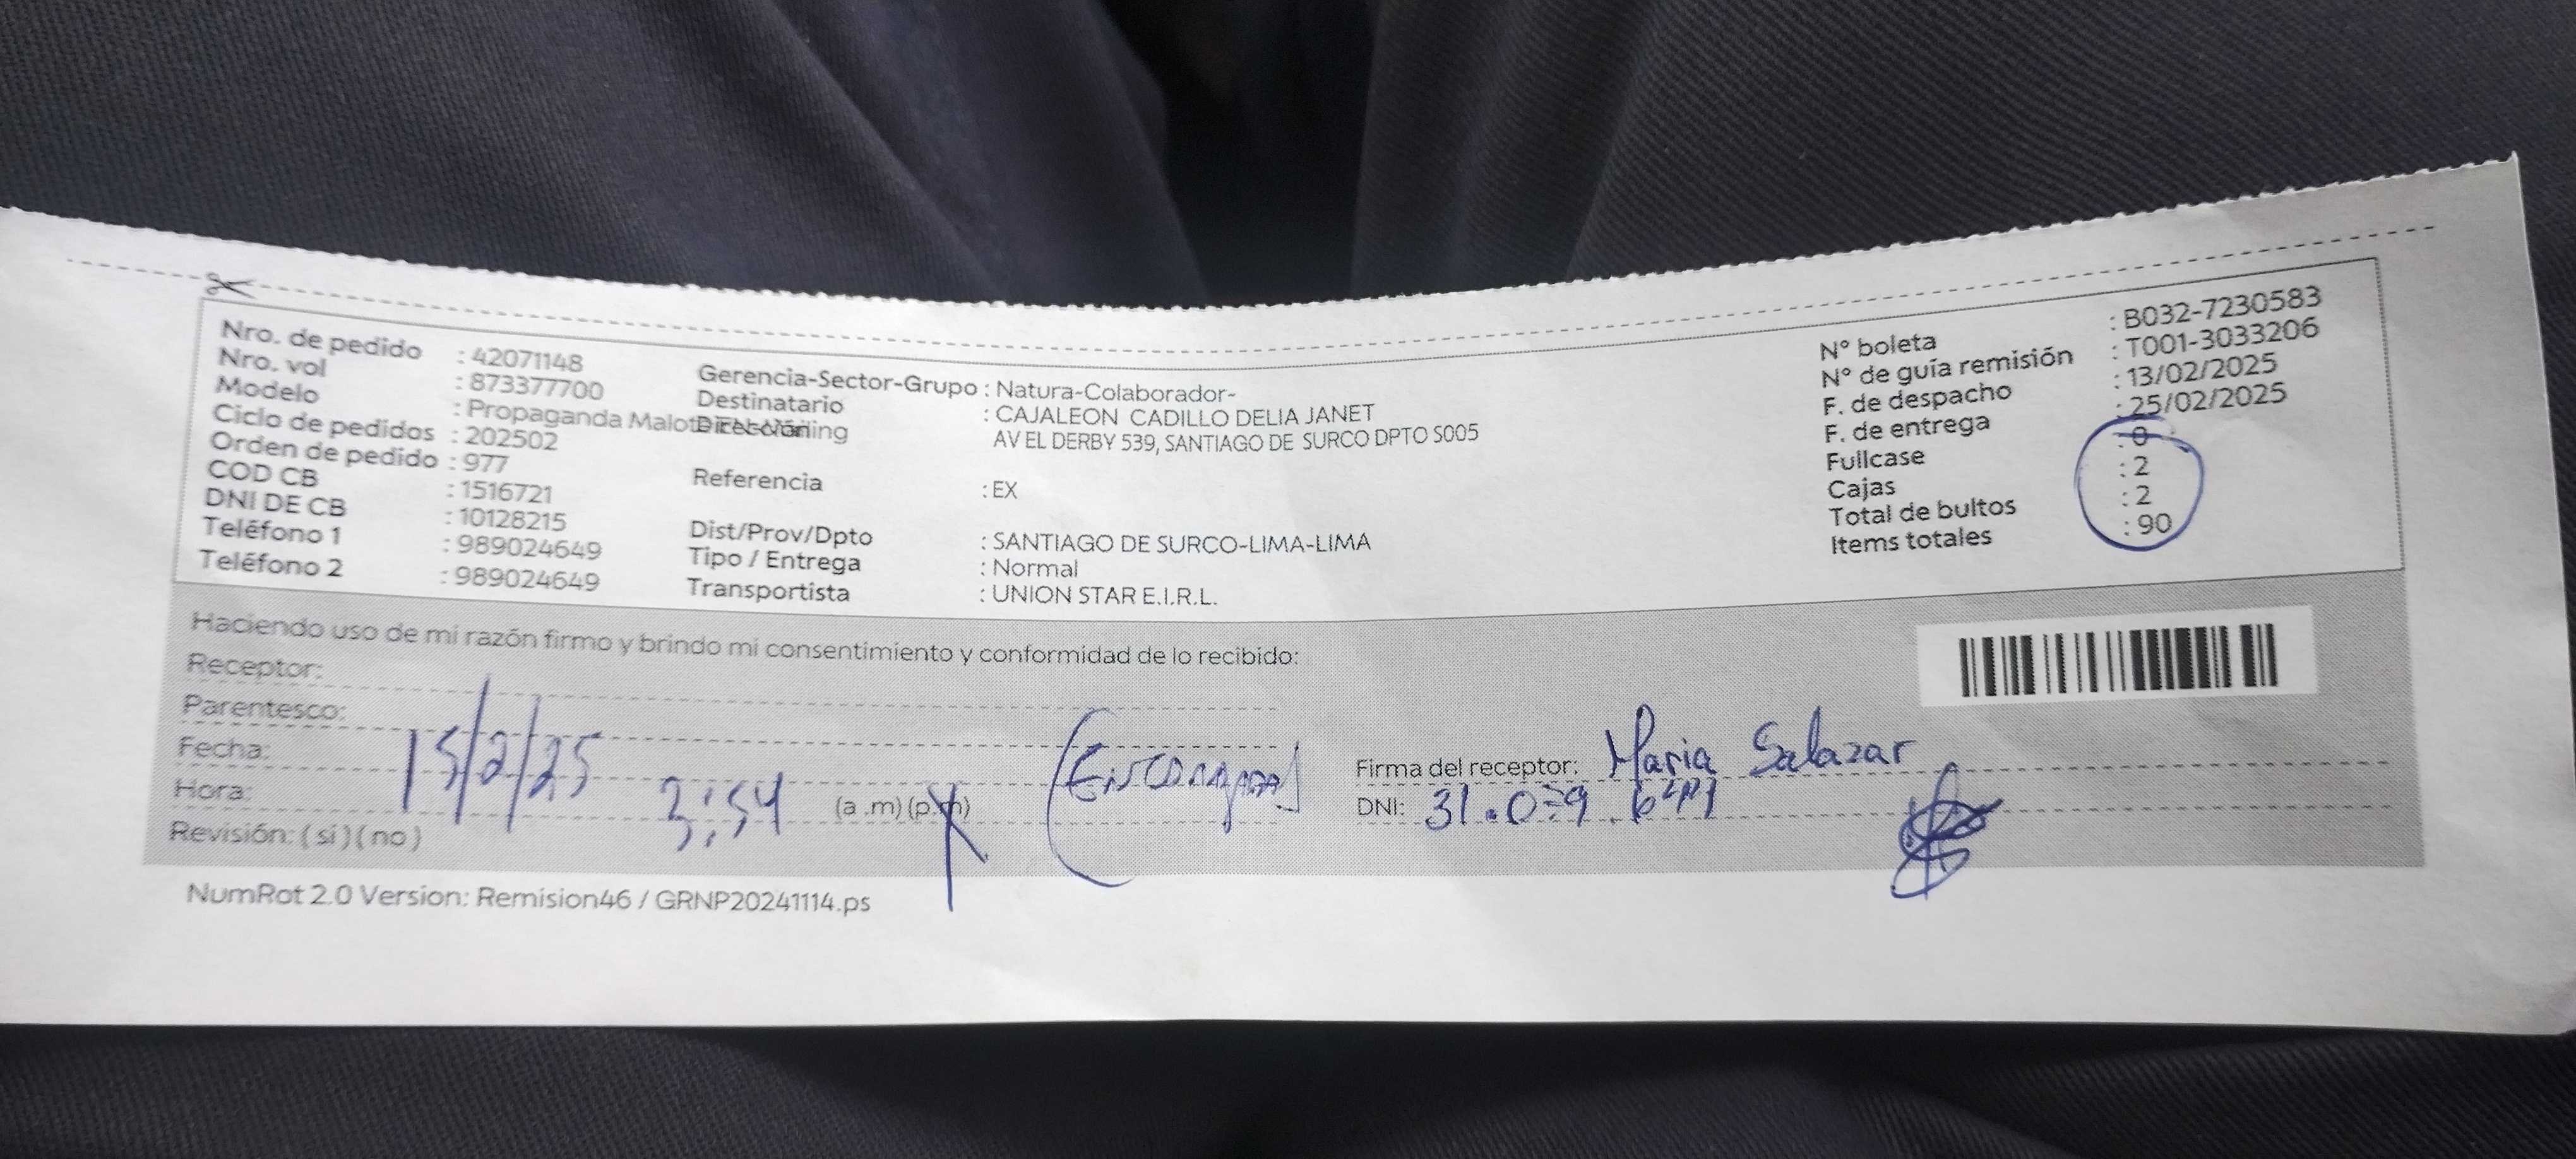 Nro. de pedido : 42071148
Nro. vol : 873377700
Modelo : Propaganda
Ciclo de pedidos : 202502
Orden de pedido : 977
COD CB : 1516721
DNI DE CB : 10128215
Teléfono 1 : 989024649
Teléfono 2 : 989024649
Gerencia-Sector-Grupo : Natura-Colaborador-
Destinatario : CAJALEON CADILLO DELIA JANET
Dirección AV EL DERBY 539, SANTIAGO DE SURCO DPTO S005
Referencia : EX
Dist/Prov/Dpto : SANTIAGO DE SURCO-LIMA-LIMA
Tipo / Entrega : Normal
Transportista : UNION STAR E.I.R.L.
N° boleta : B032-7230583
N° de guía remisión : T001-3033206
F. de despacho : 13/02/2025
F. de entrega : 25/02/2025
Fullcase : 0
Cajas : 2
Total de bultos : 2
Items totales : 90
Haciendo uso de mi razón firmo y brindo mi consentimiento y conformidad de lo recibido:
Receptor:
Parentesco:
Fecha: 15/2/25
Hora: 3:54 (a .m) (p.m)
Revisión: ( si ) ( no )
Firma del receptor: Maria Salazar
DNI:
NumRot 2.0 Version: Remision46 / GRNP20241114.ps